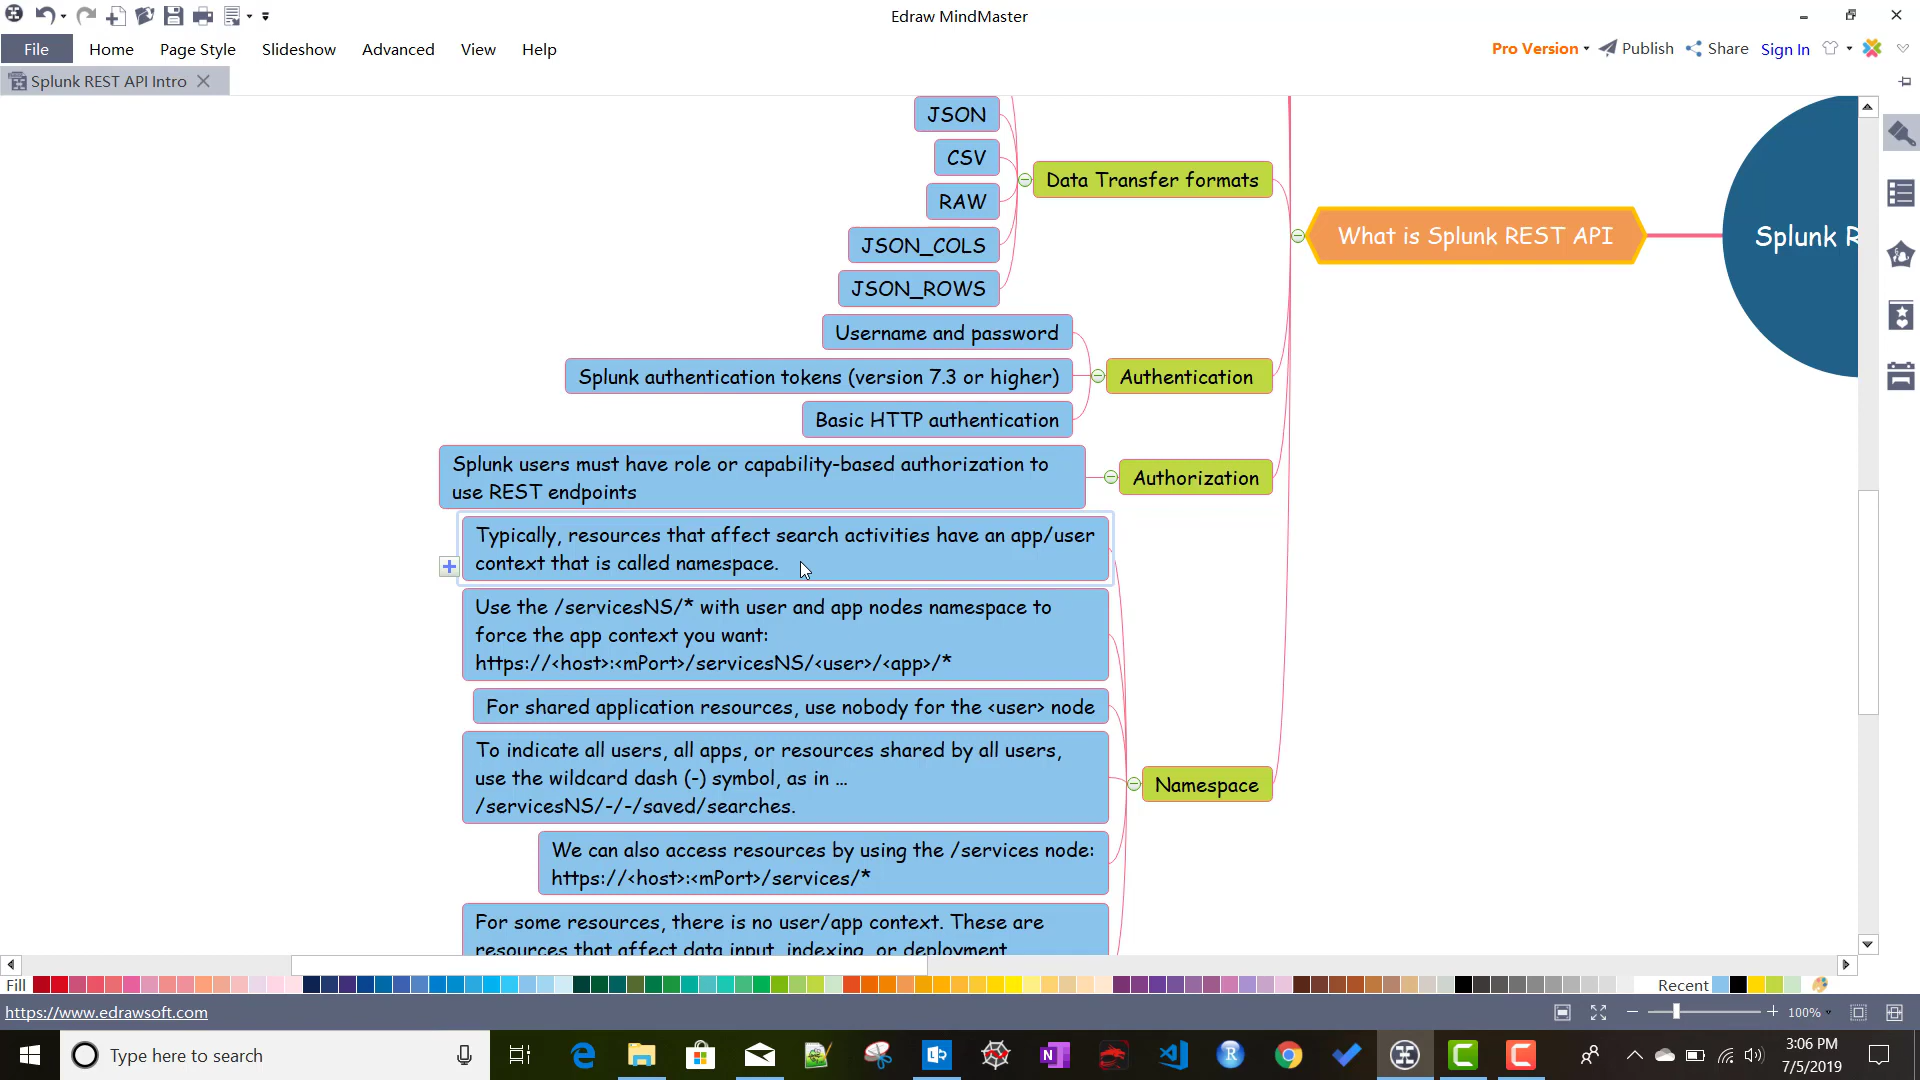 Edraw MindMaster
File
Home
Page Style
Slideshow
Advanced
View
Help
Pro Version
Publish
Share
Sign In
Splunk REST API Intro
JSON
CSV
RAW
JSON_COLS
JSON_ROWS
Data Transfer formats
What is Splunk REST API
Splunk R
Username and password
Splunk authentication tokens (version 7.3 or higher)
Basic HTTP authentication
Authentication
Splunk users must have role or capability-based authorization to
use REST endpoints
Authorization
Typically, resources that affect search activities have an app/user
context that is called namespace.
Use the /servicesNS/* with user and app nodes namespace to
force the app context you want:
https://<host>:<mPort>/servicesNS/<user>/<app>/*
For shared application resources, use nobody for the <user> node
To indicate all users, all apps, or resources shared by all users,
use the wildcard dash (-) symbol, as in …
/servicesNS/-/-/saved/searches.
Namespace
We can also access resources by using the /services node:
https://<host>:<mPort>/services/*
For some resources, there is no user/app context. These are
resources that affect data input, indexing, or deployment
Fill
Recent
https://www.edrawsoft.com
100%
Type here to search
3:06 PM
7/5/2019